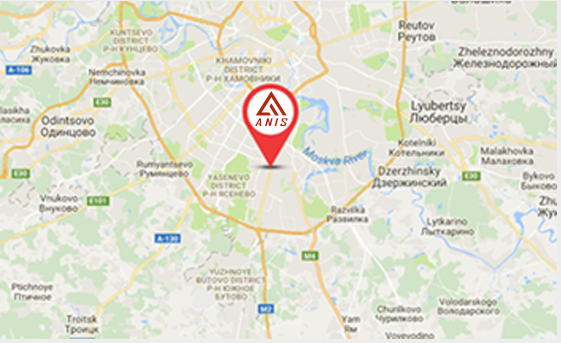 Reutov
Реутов
KUNTSEVO
DISTRICT
Р-Н КУНЦЕВО
Zhukovka
Жуковка
KHAMOVNIKI
DISTRICT
Р-Н ХАМОВНИКИ
Zheleznodorozhny
Железнодорожный
A-106
Nemchinovka
Немчиновка
E30
Lyubertsy
Люберцы
Odintsovo
Одинцово
ANIS
Kotelniki
Котельники
Malakhovka
Малаховка
Moskva River
Rumyantsevo
Румянцево
YASENEVO
DISTRICT
Р-Н ЯСЕНЕВО
Dzerzhinsky
Дзержинский
E30
Bykovo
Быково
Vnukovo
Внуково
E101
Razvilka
Развилка
Lytkarino
Лыткарино
A-130
M4
YUZHNOYE
BUTOVO DISTRICT
Р-Н ЮЖНОЕ
БУТОВО
Ptichnoye
Птичное
M2
Troitsk
Троицк
Yam
Ям
Churilkovo
Чурилково
Volodarskogo
Володарского
Vovevodino